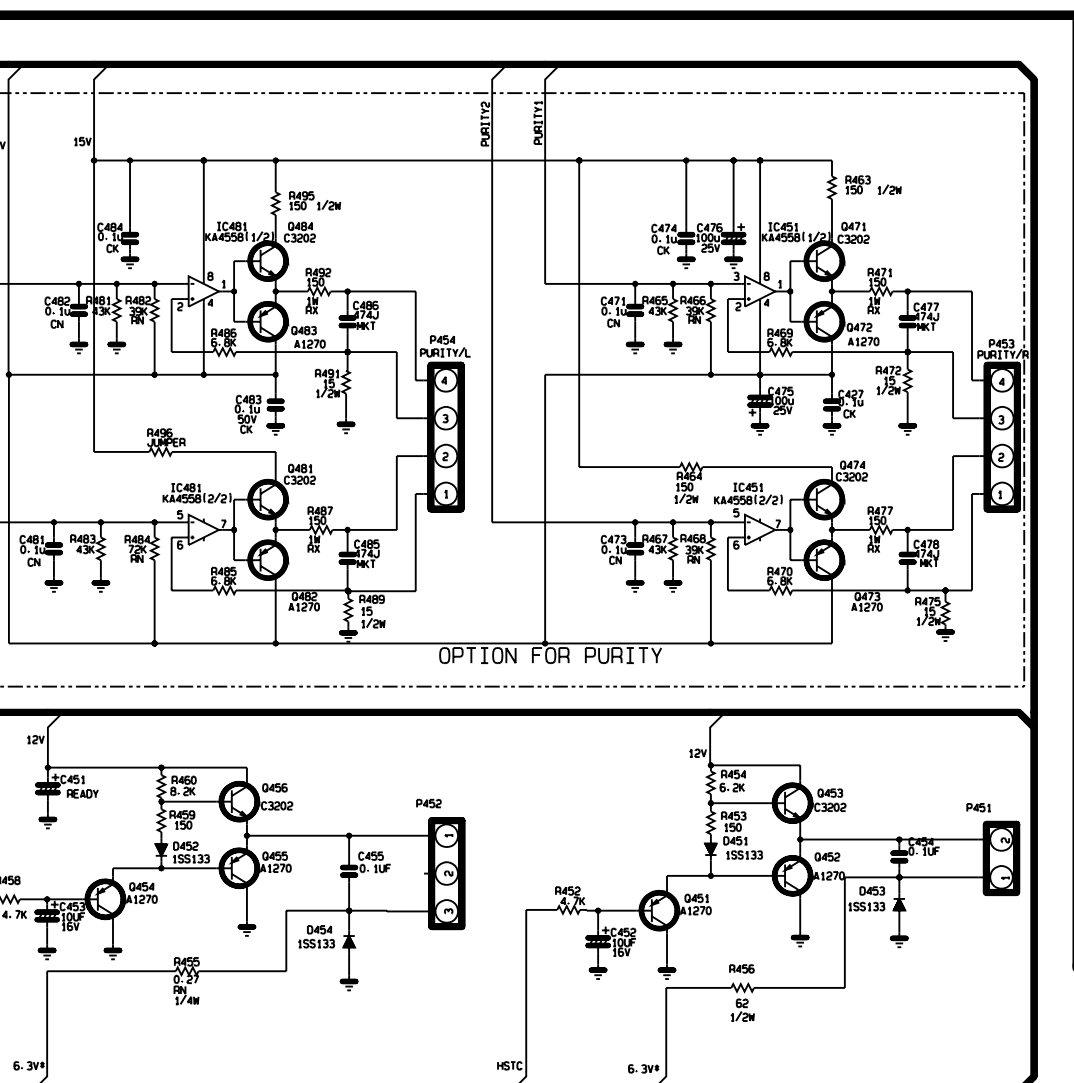 PURITY2
PURITY1
15V
V
R495
150 1/2W
R463
150 1/2W
C484
0.1u
CK
IC481
KA4558(1/2)
Q484
C3202
C474
0.1u
CK
C476
100u
25V
+
IC451
KA4558(1/2)
Q471
C3202
8
1
2
4
R492
150
1W
RX
3
8
1
2
4
R471
150
1W
RX
C482
0.1u
CN
R481
43K
R482
39K
RN
C486
474J
MKT
C471
0.1u
CN
R465
43K
R466
39K
RN
C477
474J
MKT
R486
6.8K
Q483
A1270
P454
PURITY/L
R469
6.8K
Q472
A1270
P453
PURITY/R
R491
15
1/2W
4
3
2
1
R472
15
1/2W
4
3
2
1
C483
0.1u
50V
CK
C475
100u
25V
+
C427
0.1u
CK
R496
JUMPER
Q481
C3202
R464
150
1/2W
Q474
C3202
IC481
KA4558(2/2)
IC451
KA4558(2/2)
5
7
6
R487
150
1W
RX
5
7
6
R477
150
1W
RX
C481
0.1u
CN
R483
43K
R484
72K
RN
C485
474J
MKT
C473
0.1u
CN
R467
43K
R468
39K
RN
C478
474J
MKT
R485
6.8K
Q482
A1270
R489
15
1/2W
R470
6.8K
Q473
A1270
R475
15
1/2W
OPTION FOR PURITY
12V
12V
+
C451
READY
R460
8.2K
Q456
C3202
P452
R454
6.2K
Q453
C3202
P451
R459
150
R453
150
D452
1SS133
Q455
A1270
C455
0.1UF
1
2
3
D451
1SS133
Q452
A1270
C454
0.1UF
2
1
R458
4.7K
+
C453
10UF
16V
Q454
A1270
D454
1SS133
R452
4.7K
Q451
A1270
D453
1SS133
+
C452
10UF
16V
R455
0.27
RN
1/4W
R456
62
1/2W
6.3V*
HSTC
6.3V*